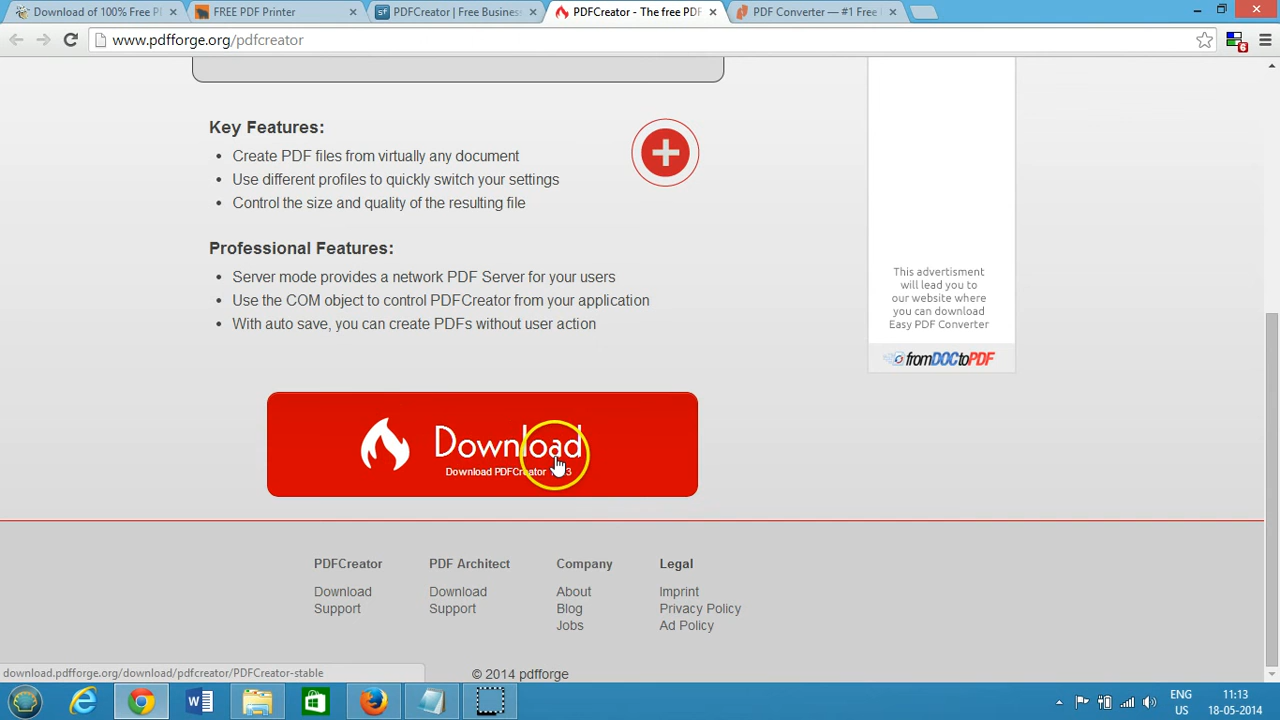 Download of 100% Free P
FREE PDF Printer
PDFCreator | Free Business
PDFCreator - The free PDF
PDF Converter — #1 Free
www.pdfforge.org/pdfcreator
6
Key Features:
Create PDF files from virtually any document
Use different profiles to quickly switch your settings
Control the size and quality of the resulting file
Professional Features:
Server mode provides a network PDF Server for your users
Use the COM object to control PDFCreator from your application
With auto save, you can create PDFs without user action
This advertisment
will lead you to
our website where
you can download
Easy PDF Converter
fromDOCtoPDF
Download
Download PDFCreator
PDFCreator
Download
Support
PDF Architect
Download
Support
Company
About
Blog
Jobs
Legal
Imprint
Privacy Policy
Ad Policy
download.pdfforge.org/download/pdfcreator/PDFCreator-stable
© 2014 pdfforge
ENG
US
11:13
18-05-2014